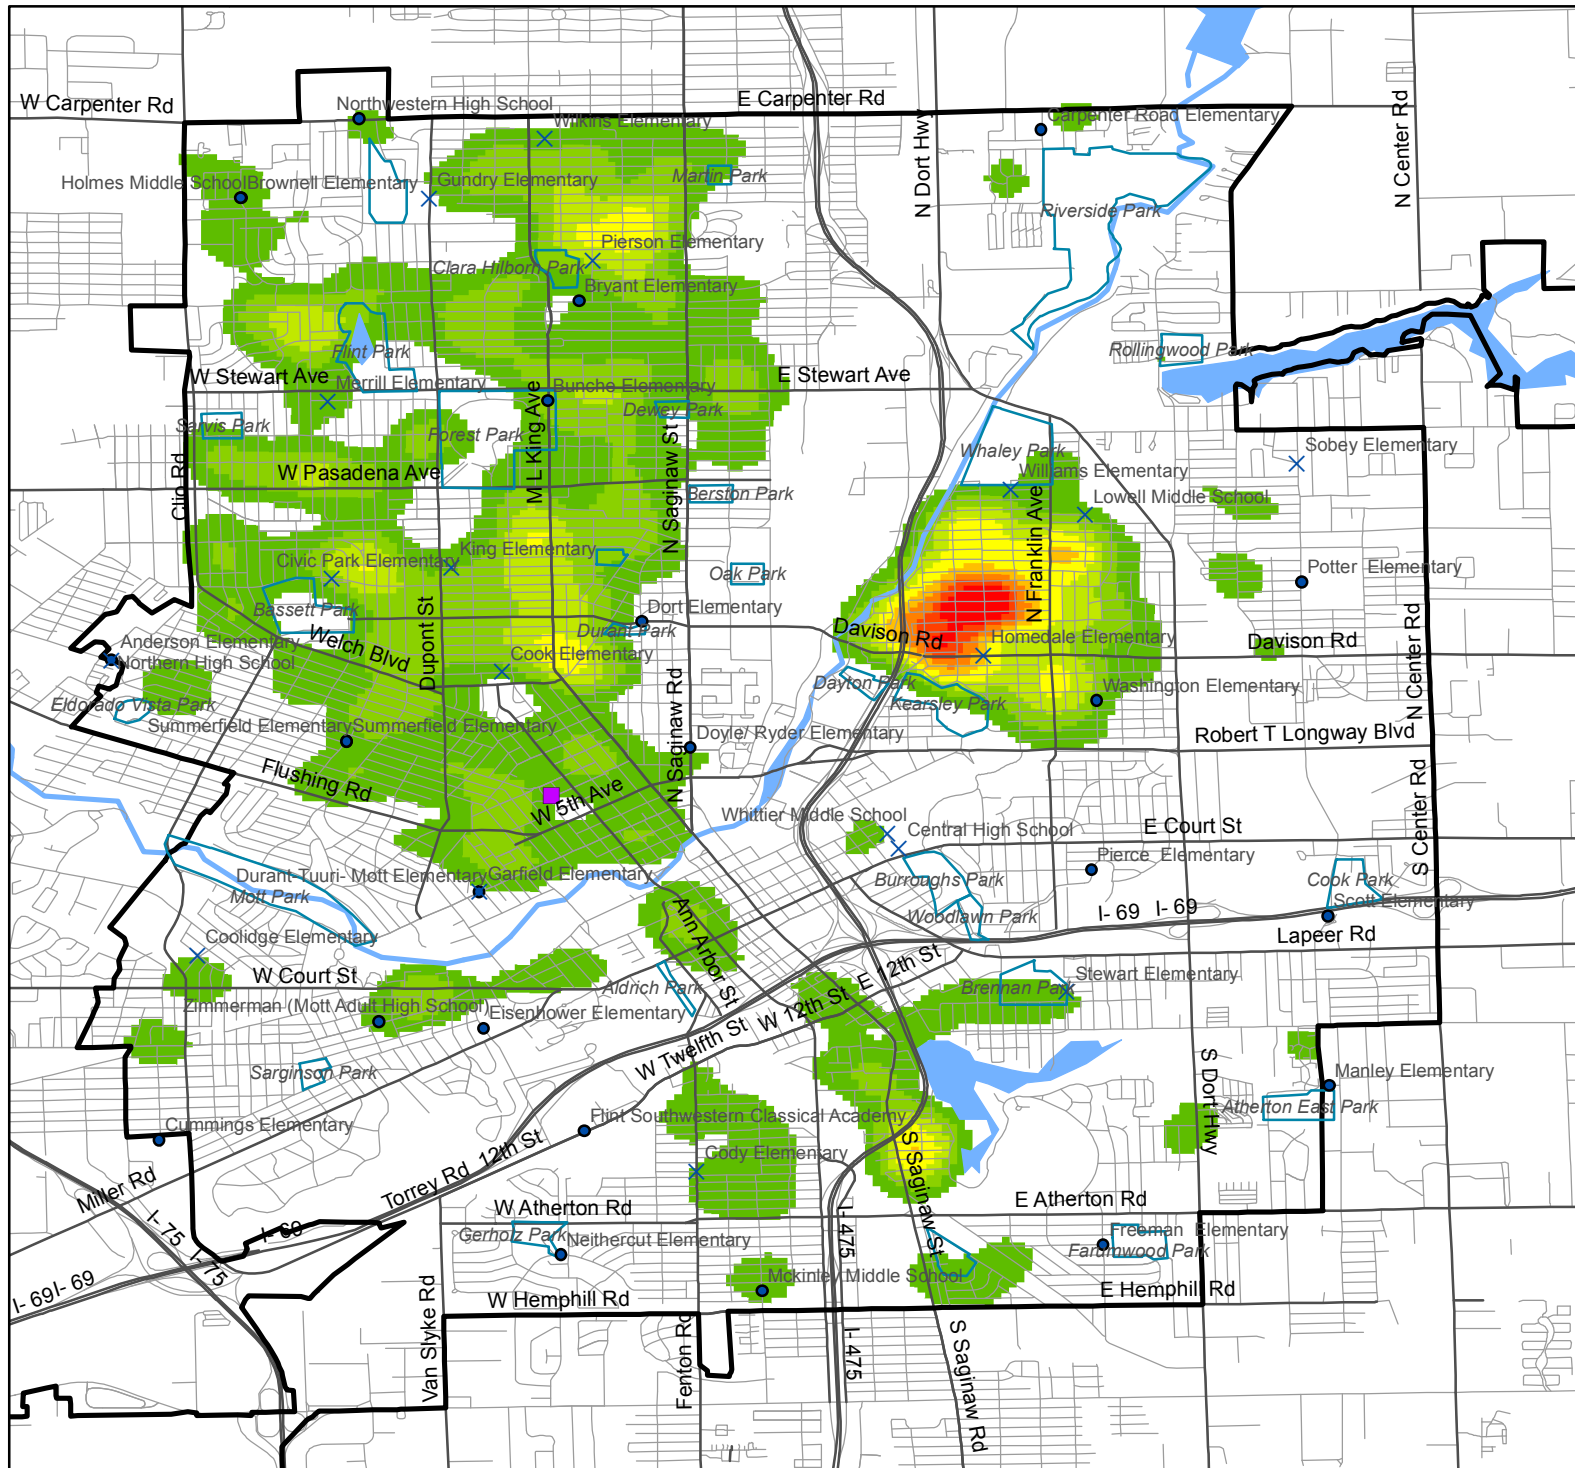 W Carpenter Rd
Northwestern High School
E Carpenter Rd
Carpenter Road Elementary
Wilkins Elementary
N Dort Hwy
N Center Rd
Holmes Middle School
Brownell Elementary
Gundry Elementary
Martin Park
Riverside Park
Pierson Elementary
Clara Hilborn Park
Bryant Elementary
Flint Park
Rollingwood Park
W Stewart Ave
Merrill Elementary
Bunche Elementary
E Stewart Ave
Dewey Park
Sarvis Park
Forest Park
M L King Ave
N Saginaw St
Whaley Park
Sobey Elementary
Clio Rd
W Pasadena Ave
Williams Elementary
Berston Park
Lowell Middle School
N Franklin Ave
Civic Park Elementary
King Elementary
Oak Park
Potter Elementary
Bassett Park
Dort Elementary
Durant Park
Davison Rd
Homedale Elementary
Davison Rd
N Center Rd
Anderson Elementary
Northern High School
Welch Blvd
Dupont St
Cook Elementary
Dayton Park
Kearsley Park
Washington Elementary
Eldorado Vista Park
Summerfield Elementary
Summerfield Elementary
N Saginaw Rd
Doyle/ Ryder Elementary
Robert T Longway Blvd
Flushing Rd
W 5th Ave
Whittier Middle School
Central High School
E Court St
S Center Rd
Pierce Elementary
Durant-Tuuri- Mott Elementary
Garfield Elementary
Mott Park
Burroughs Park
Cook Park
Scott Elementary
Woodlawn Park
I- 69
I- 69
Ann Arbor St
Coolidge Elementary
Lapeer Rd
W Court St
E 12th St
Aldrich Park
Brennan Park
Stewart Elementary
Zimmerman (Mott Adult High School)
Eisenhower Elementary
W 12th St
W Twelfth St
Sarginson Park
S Dort Hwy
Manley Elementary
Atherton East Park
Cummings Elementary
Flint Southwestern Classical Academy
12th St
Cody Elementary
S Saginaw St
Miller Rd
Torrey Rd
W Atherton Rd
E Atherton Rd
I- 75
I- 69
I- 75
I- 475
Gerholz Park
Neithercut Elementary
Freeman Elementary
Farumwood Park
I- 69
I- 69
Mckinley Middle School
W Hemphill Rd
E Hemphill Rd
Van Slyke Rd
Fenton Rd
I- 475
S Saginaw Rd
I